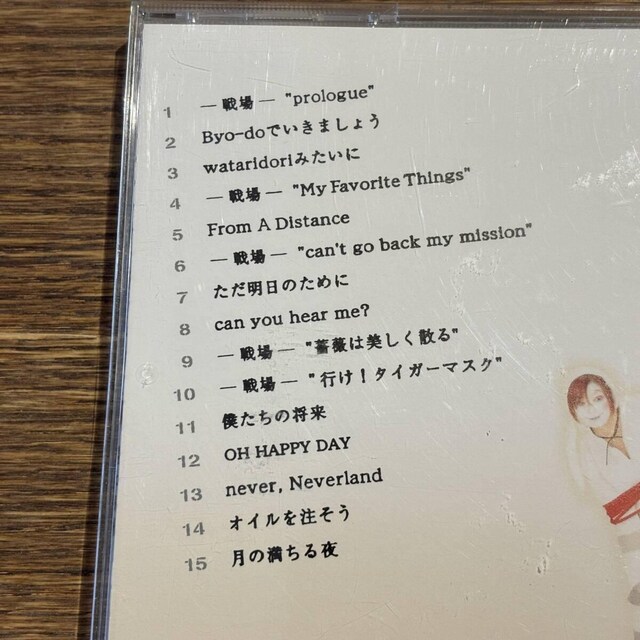 1 ― 戦場 ― "prologue"
2 Byo-doでいきましょう
3 wataridoriみたいに
4 ― 戦場 ― "My Favorite Things"
5 From A Distance
6 ― 戦場 ― "can't go back my mission"
7 ただ明日のために
8 can you hear me?
9 ― 戦場 ― "薔薇は美しく散る"
10 ― 戦場 ― "行け！タイガーマスク"
11 僕たちの将来
12 OH HAPPY DAY
13 never, Neverland
14 オイルを注そう
15 月の満ちる夜